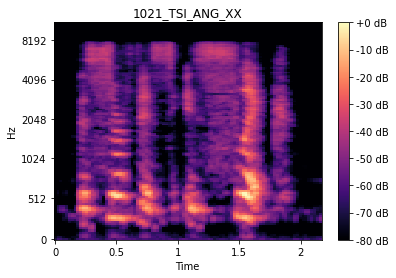 1021_TSI_ANG_XX
8192
4096
2048
1024
512
0
Hz
0
0.5
1
1.5
2
Time
+0 dB
-10 dB
-20 dB
-30 dB
-40 dB
-50 dB
-60 dB
-70 dB
-80 dB